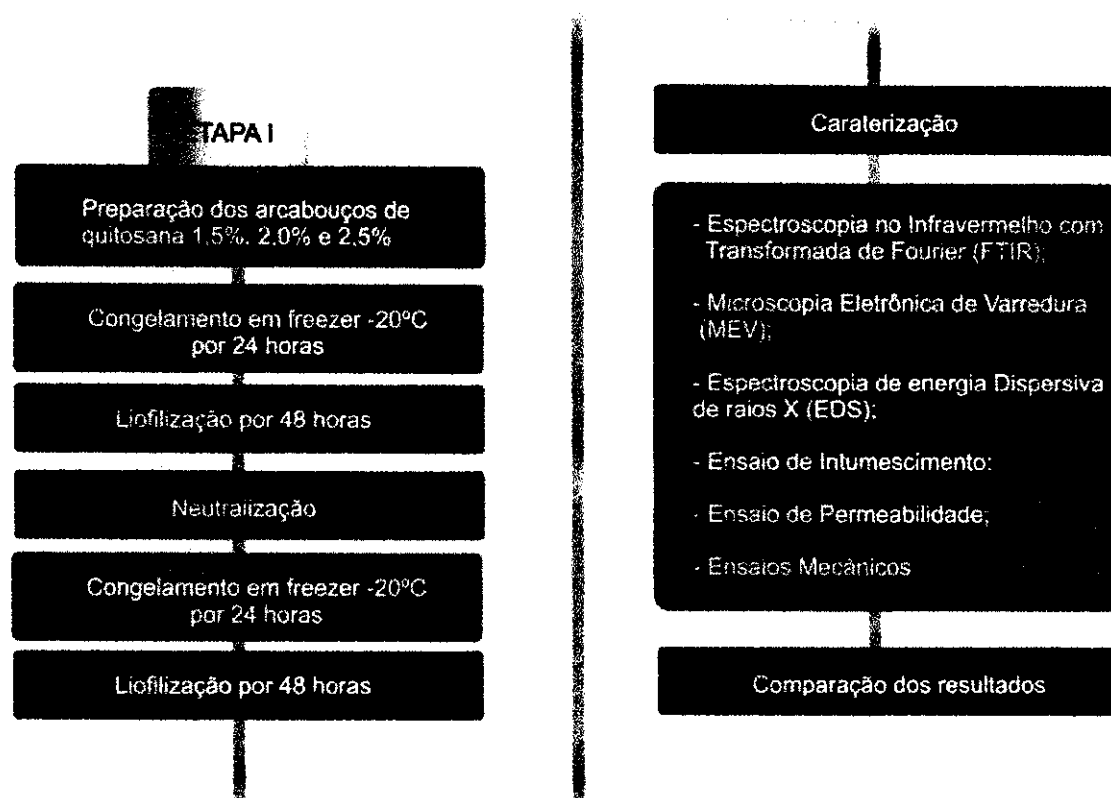 TAPA I
Preparação dos arcabouços de
quitosana 1,5%. 2,0% e 2,5%
Congelamento em freezer -20ºC
por 24 horas
Liofilização por 48 horas
Neutralização
Congelamento em freezer -20ºC
por 24 horas
Liofilização por 48 horas
Caraterização
- Espectroscopia no Infravermelho com
Transformada de Fourier (FTIR);
- Microscopia Eletrônica de Varredura
(MEV);
- Espectroscopia de energia Dispersiva
de raios X (EDS);
- Ensaio de Intumescimento:
- Ensaio de Permeabilidade;
- Ensaios Mecânicos
Comparação dos resultados